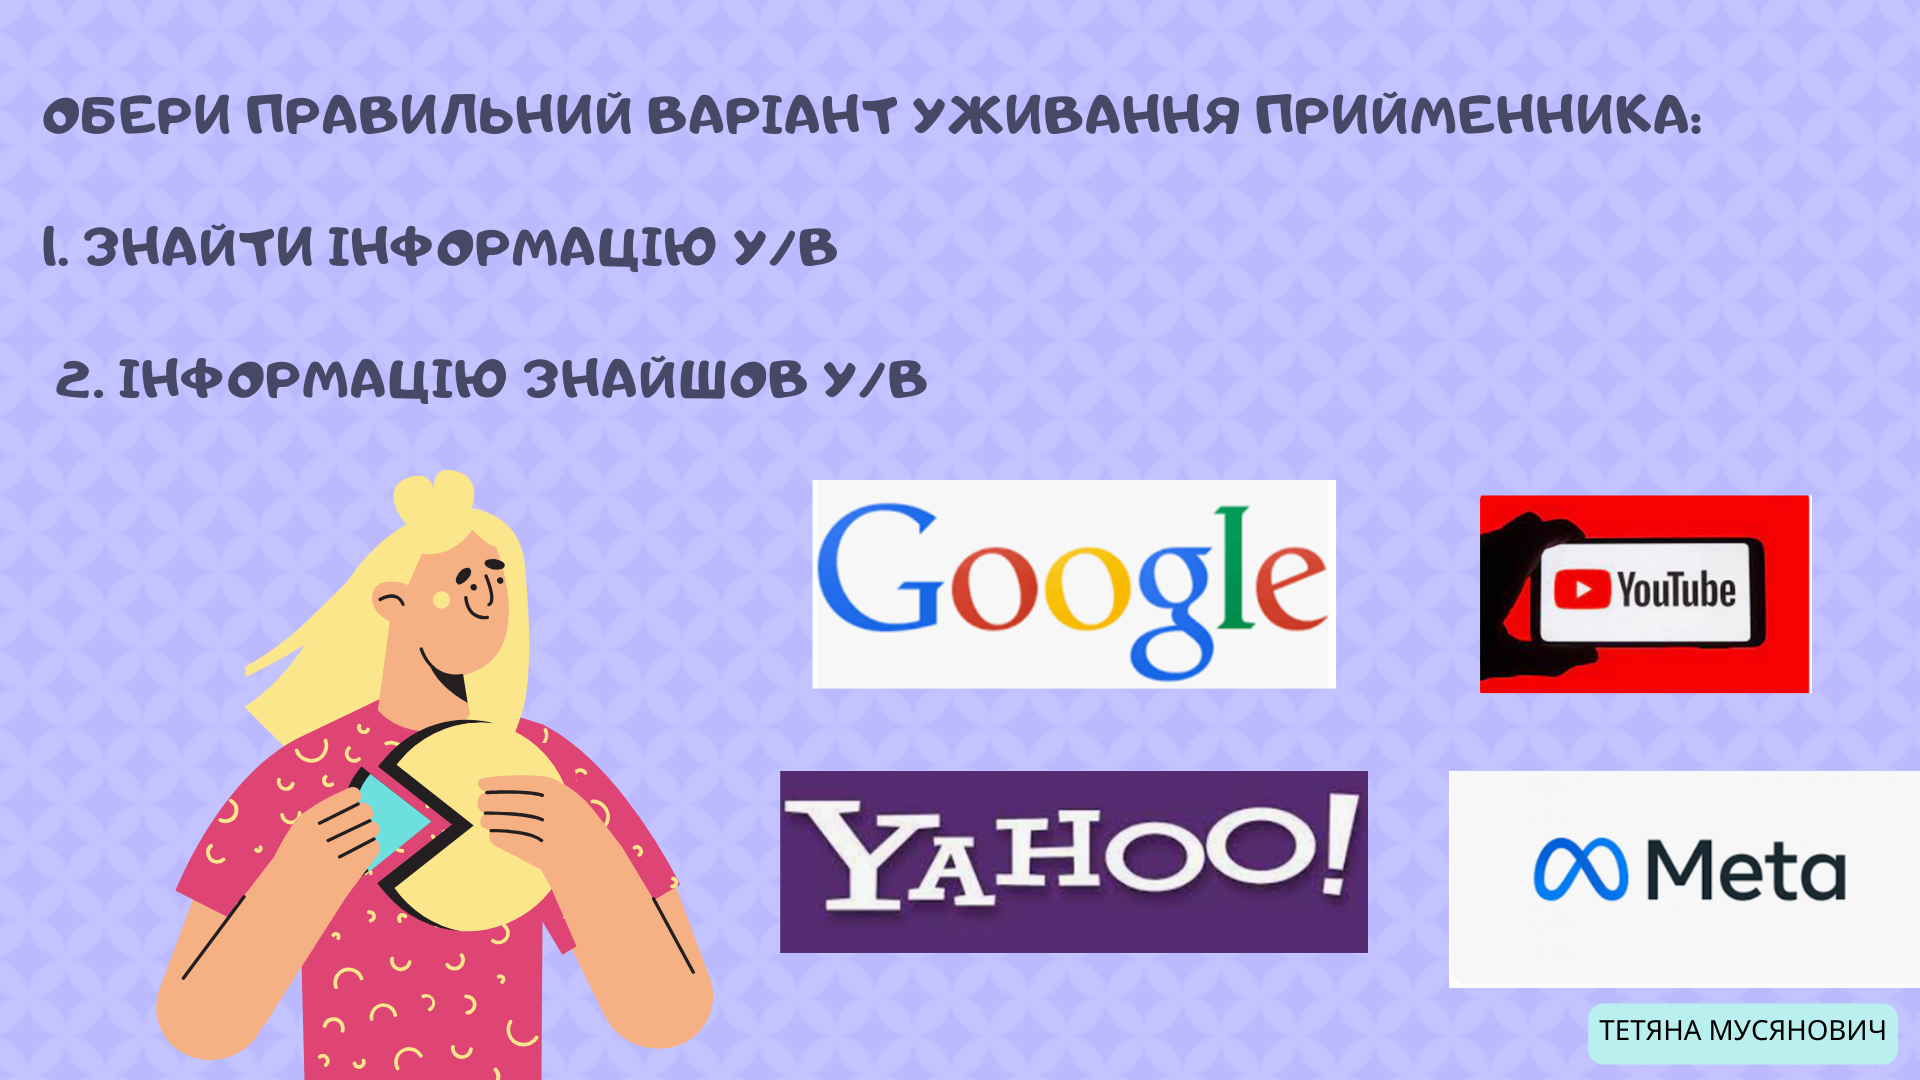 ОБЕРИ ПРАВИЛЬНИЙ ВАРІАНТ УЖИВАННЯ ПРИЙМЕННИКА:
1. ЗНАЙТИ ІНФОРМАЦІЮ У/В
2. ІНФОРМАЦІЮ ЗНАЙШОВ У/В
Google
YouTube
YAHOO!
Meta
ТЕТЯНА МУСЯНОВИЧ